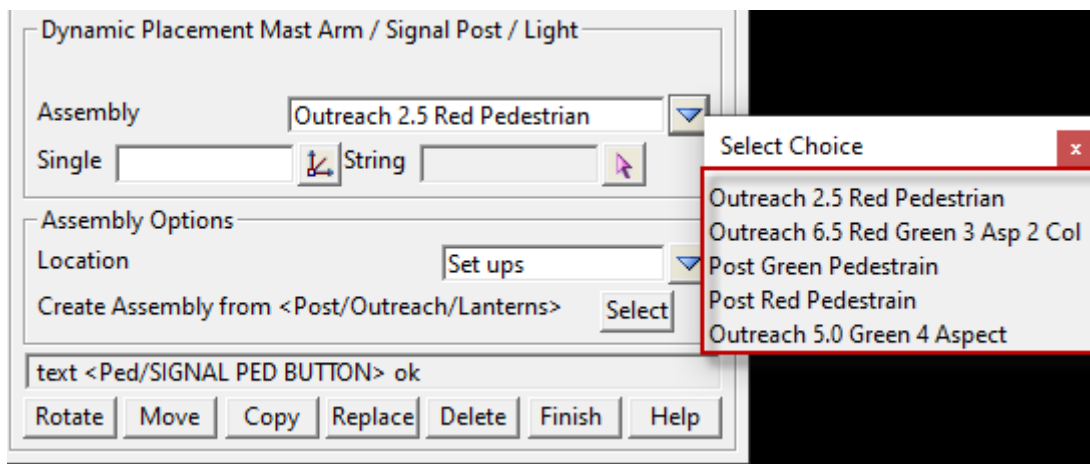 Dynamic Placement Mast Arm / Signal Post / Light
Assembly
Outreach 2.5 Red Pedestrian
Single
String
Assembly Options
Location
Set ups
Create Assembly from <Post/Outreach/Lanterns>
Select
text <Ped/SIGNAL PED BUTTON> ok
Rotate Move Copy Replace Delete Finish Help
Select Choice
x
Outreach 2.5 Red Pedestrian
Outreach 6.5 Red Green 3 Asp 2 Col
Post Green Pedestrain
Post Red Pedestrain
Outreach 5.0 Green 4 Aspect